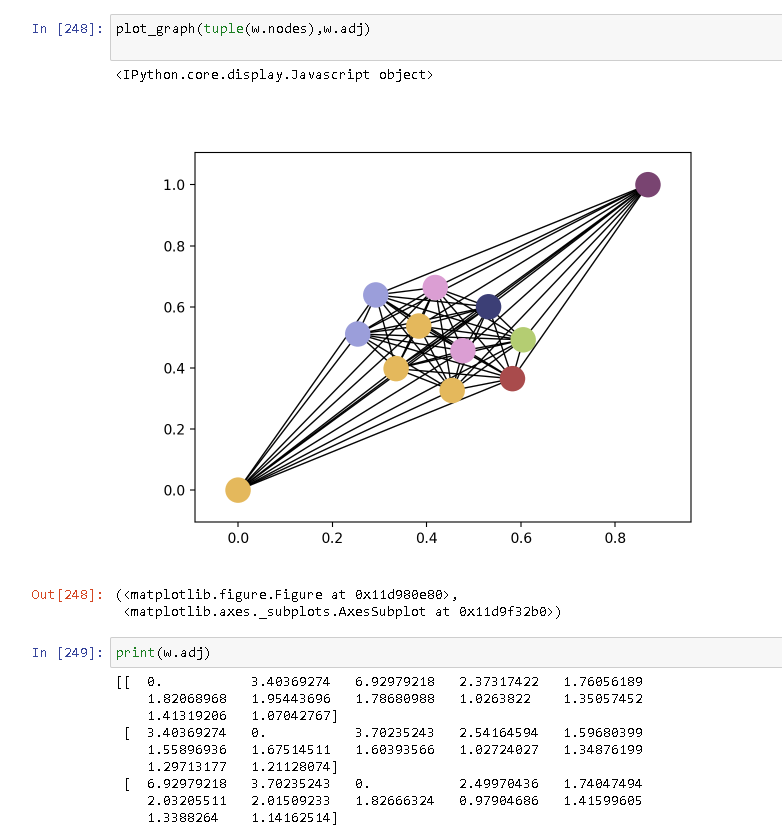 In [248]: plot_graph(tuple(w.nodes),w.adj)
<IPython.core.display.Javascript object>
1.0
0.8
0.6
0.4
0.2
0.0
0.0 0.2 0.4 0.6 0.8
Out[248]: (<matplotlib.figure.Figure at 0x11d980e80>,
<matplotlib.axes._subplots.AxesSubplot at 0x11d9f32b0>)
In [249]: print(w.adj)
[[ 0. 3.40369274 6.92979218 2.37317422 1.76056189
1.82068968 1.95443696 1.78680988 1.0263822 1.35057452
1.41319206 1.07042767]
[ 3.40369274 0. 3.70235243 2.54164594 1.59680399
1.55896936 1.67514511 1.60393566 1.02724027 1.34876199
1.29713177 1.21128074]
[ 6.92979218 3.70235243 0. 2.49970436 1.74047494
2.03205511 2.01509233 1.82666324 0.97904686 1.41599605
1.3388264 1.14162514]